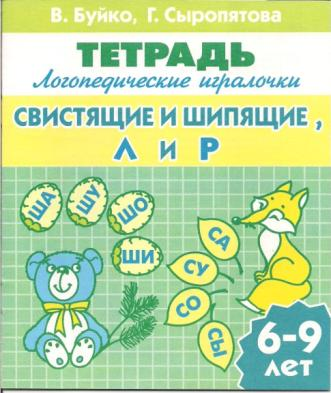 В. Буйко, Г. Сыропятова
ТЕТРАДЬ
Логопедические игралочки
СВИСТЯЩИЕ И ШИПЯЩИЕ,
Л И Р
ША
ШУ
ШО
ШИ
СА
СУ
СО
СЫ
6-9
лет